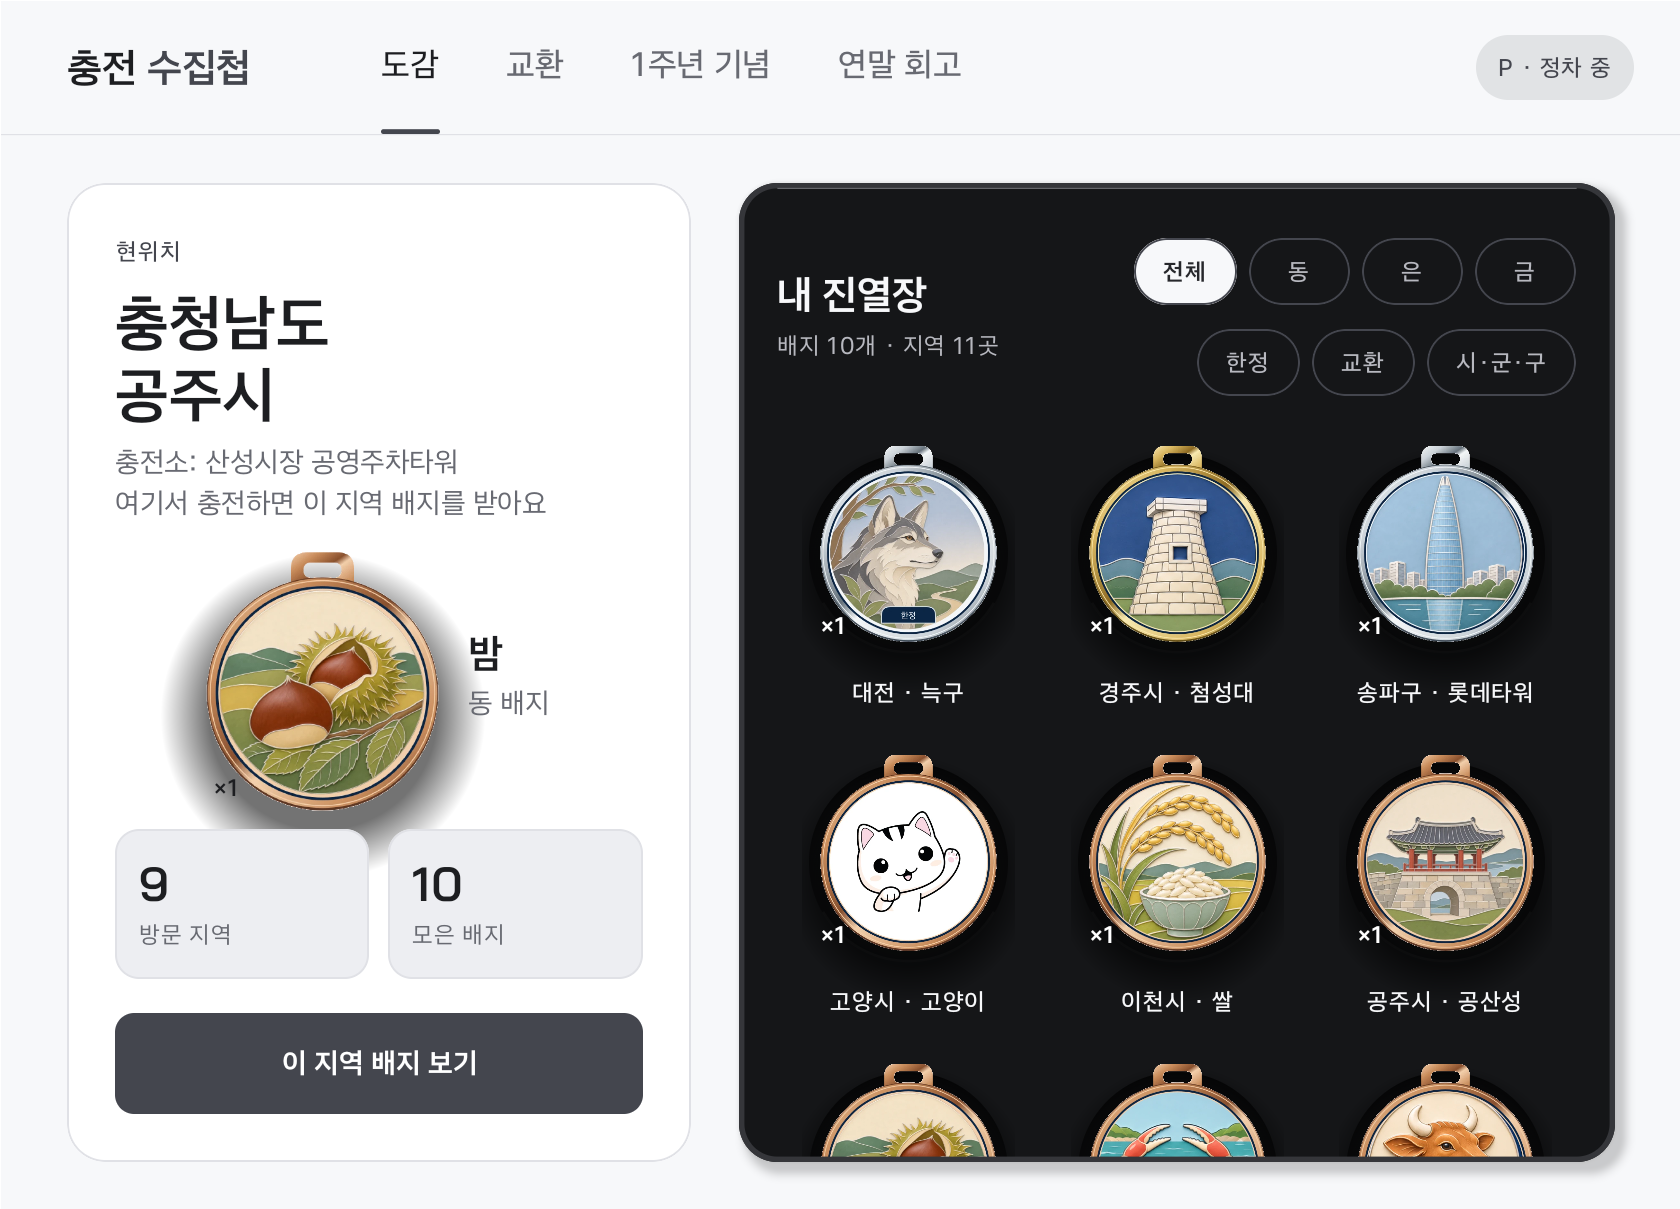 충전 수집첩
도감
교환
1주년 기념
연말 회고
P · 정차 중
현위치
충청남도
공주시
충전소: 산성시장 공영주차타워
여기서 충전하면 이 지역 배지를 받아요
×1
밤
동 배지
9
방문 지역
10
모은 배지
이 지역 배지 보기
내 진열장
배지 10개 · 지역 11곳
전체
동
은
금
한정
교환
시·군·구
한정
×1
대전 · 늑구
×1
경주시 · 첨성대
×1
송파구 · 롯데타워
×1
고양시 · 고양이
×1
이천시 · 쌀
×1
공주시 · 공산성